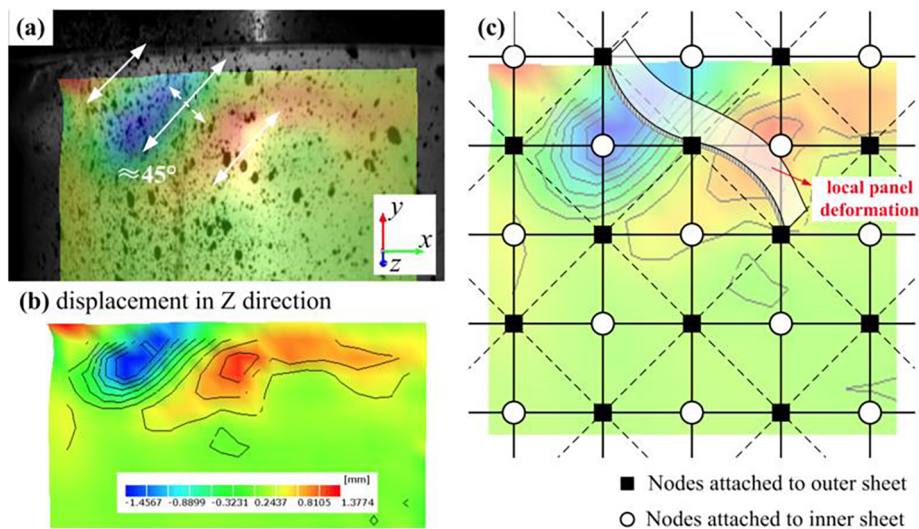 (a)
≈45°
y
x
z
(b) displacement in Z direction
[mm]
-1.4567 -0.8899 -0.3231 0.2437 0.8105 1.3774
(c)
local panel
deformation
Nodes attached to outer sheet
Nodes attached to inner sheet